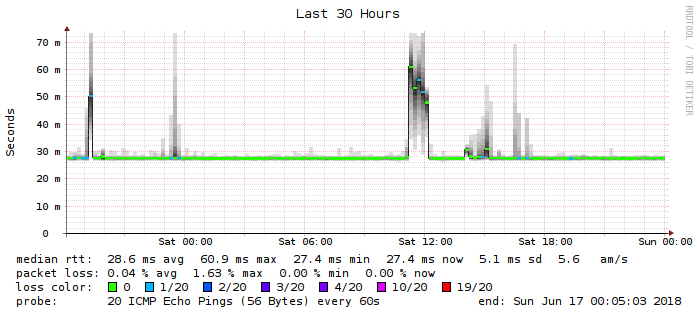 Last 30 Hours
RRDTOOL / TOBI OETIKER
Seconds
70 m
60 m
50 m
40 m
30 m
20 m
10 m
0
Sat 00:00 Sat 06:00 Sat 12:00 Sat 18:00 Sun 00:00
median rtt: 28.6 ms avg 60.9 ms max 27.4 ms min 27.4 ms now 5.1 ms sd 5.6 am/s
packet loss: 0.04 % avg 1.63 % max 0.00 % min 0.00 % now
loss color: 0 1/20 2/20 3/20 4/20 10/20 19/20
probe: 20 ICMP Echo Pings (56 Bytes) every 60s end: Sun Jun 17 00:05:03 2018